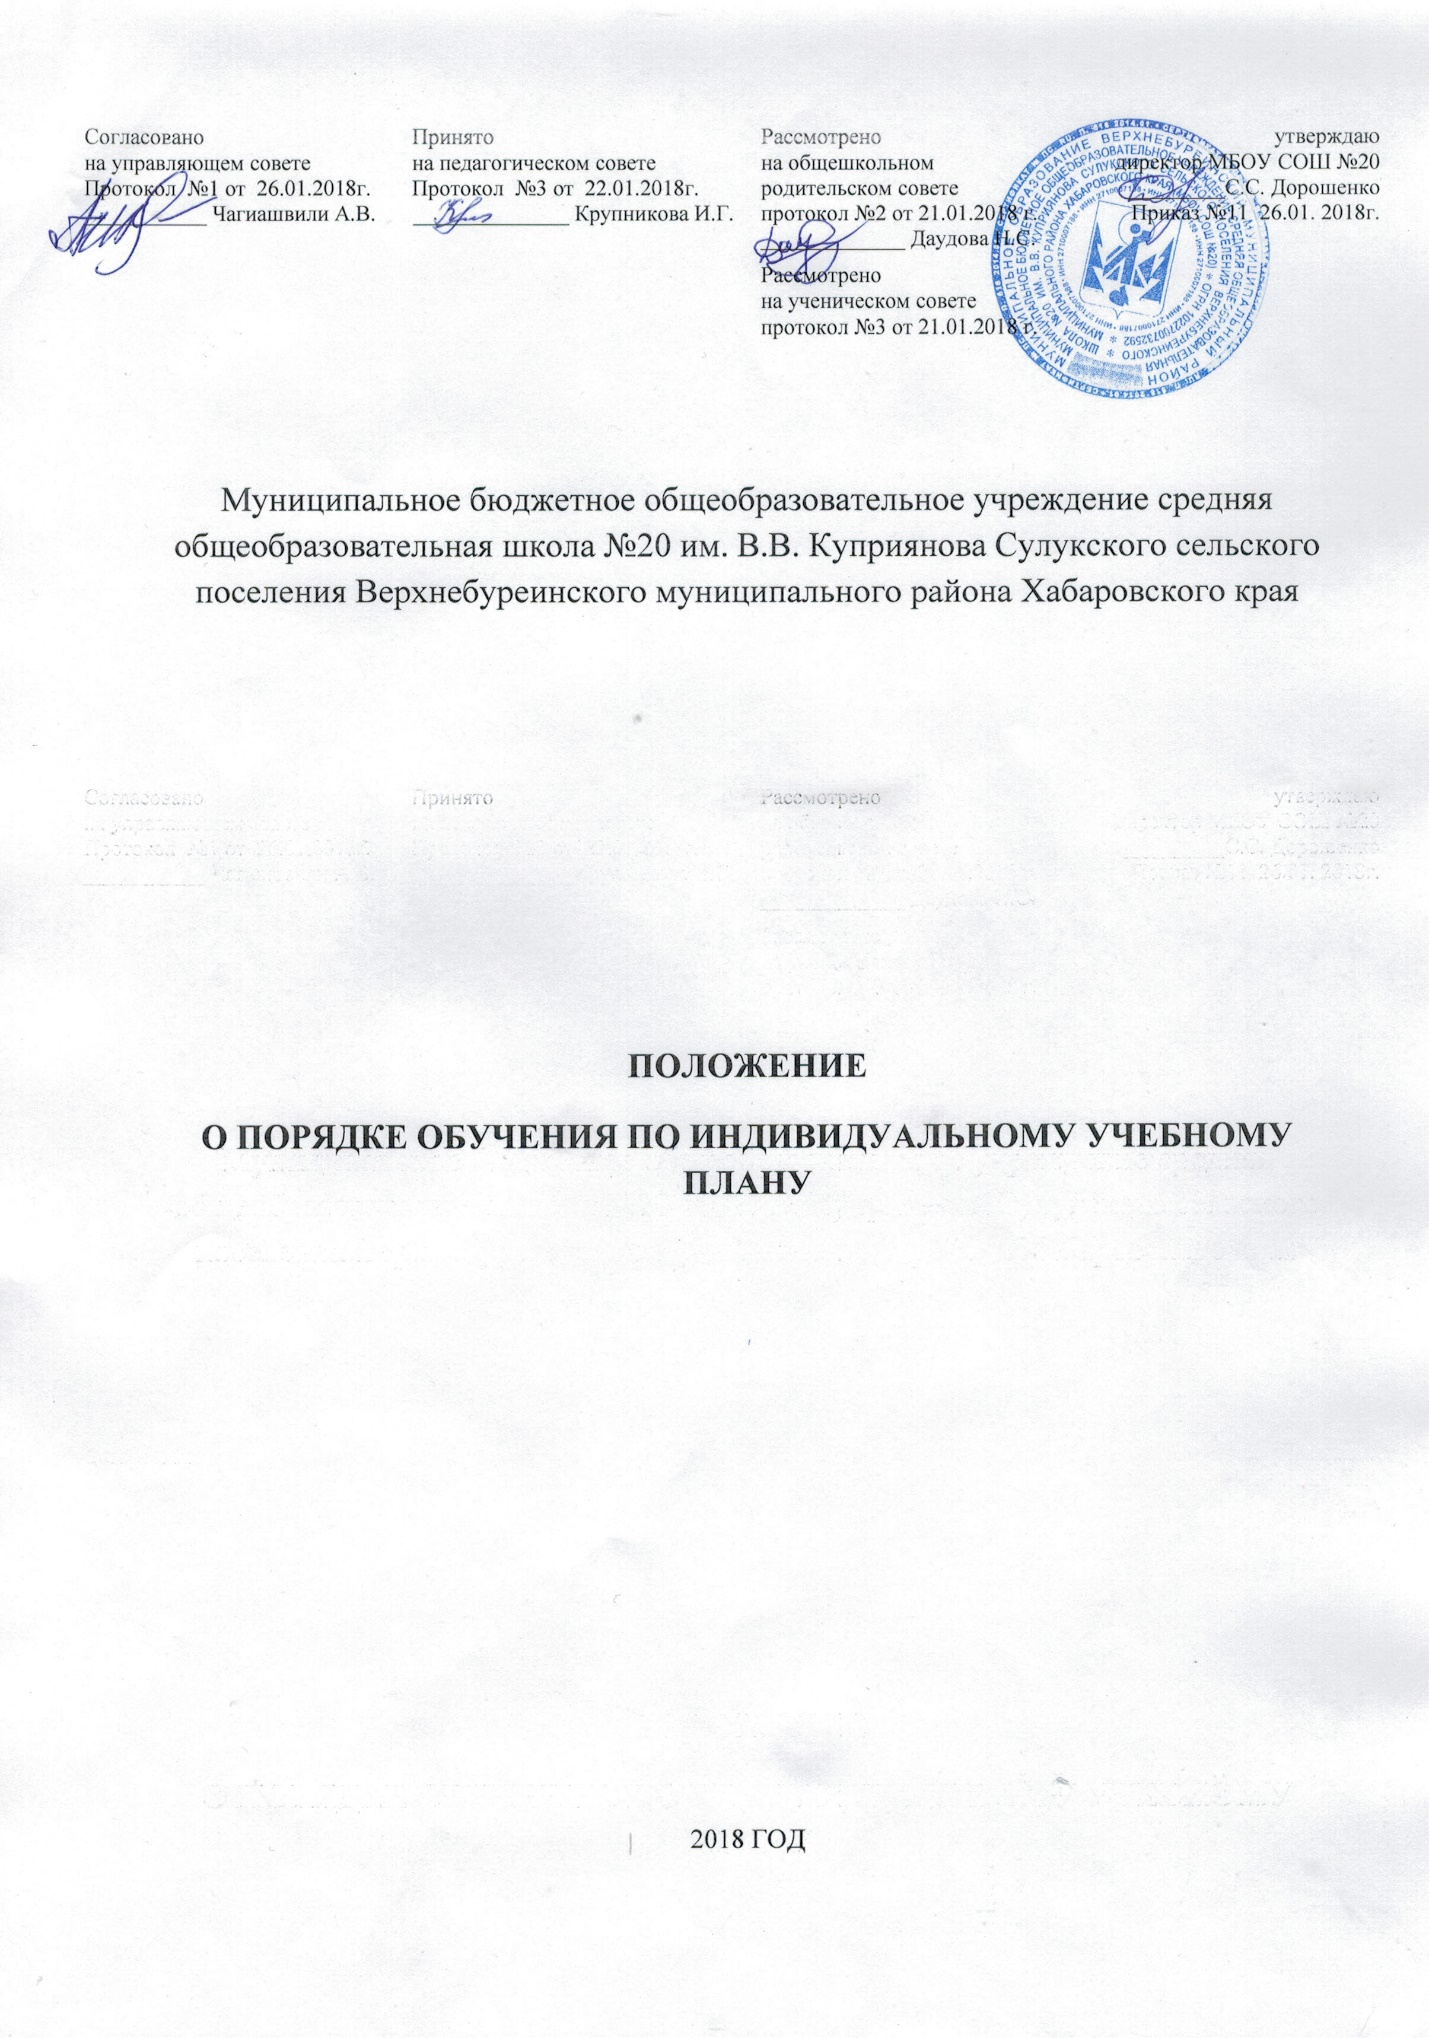 Согласовано
на управляющем совете
Протокол №1 от 26.01.2018г.
Чагиашвили А.В.
Принято
на педагогическом совете
Протокол №3 от 22.01.2018г.
Крупникова И.Г.
Рассмотрено
на общешкольном
родительском совете
протокол №2 от 21.01.2018 г.
Даудова Н.С.
Рассмотрено
на ученическом совете
протокол №3 от 21.01.2018 г.
утверждаю
директор МБОУ СОШ №20
С.С. Дорошенко
Приказ №11 26.01. 2018г.
Муниципальное бюджетное общеобразовательное учреждение средняя
общеобразовательная школа №20 им. В.В. Куприянова Сулукского сельского
поселения Верхнебуреинского муниципального района Хабаровского края
Согласовано
Принято
Рассмотрено
утверждаю
ПОЛОЖЕНИЕ
О ПОРЯДКЕ ОБУЧЕНИЯ ПО ИНДИВИДУАЛЬНОМУ УЧЕБНОМУ
ПЛАНУ
2018 ГОД